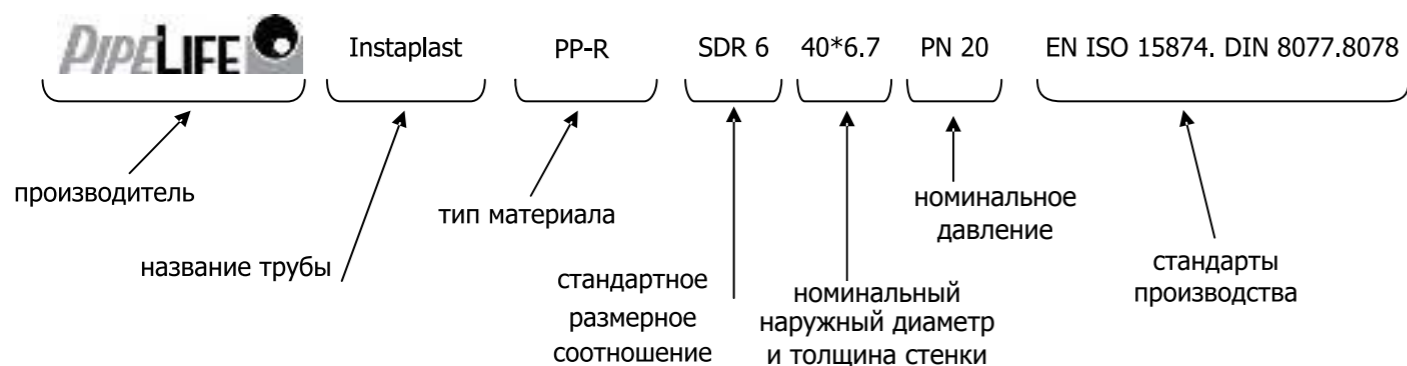 PIPELIFE Instaplast PP-R SDR 6 40*6.7 PN 20 EN ISO 15874. DIN 8077.8078
производитель
название трубы
тип материала
стандартное
размерное
соотношение
номинальный
наружный диаметр
и толщина стенки
номинальное
давление
стандарты
производства